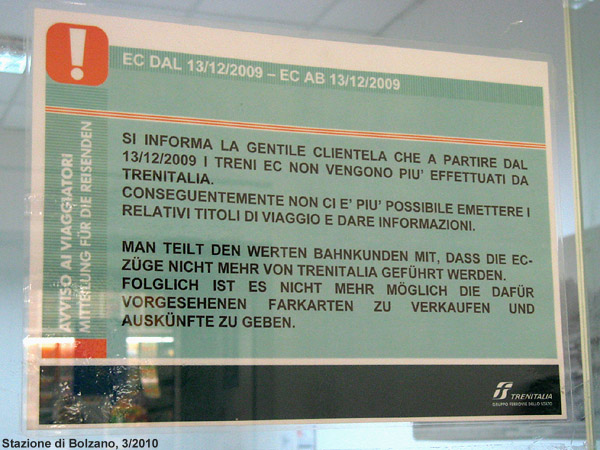 EC DAL 13/12/2009 – EC AB 13/12/2009
AVVISO AI VIAGGIATORI
MITTEILUNG FÜR DIE REISENDEN
SI INFORMA LA GENTILE CLIENTELA CHE A PARTIRE DAL
13/12/2009 I TRENI EC NON VENGONO PIU' EFFETTUATI DA
TRENITALIA.
CONSEGUENTEMENTE NON CI E' PIU' POSSIBILE EMETTERE I
RELATIVI TITOLI DI VIAGGIO E DARE INFORMAZIONI.
MAN TEILT DEN WERTEN BAHNKUNDEN MIT, DASS DIE EC-
ZÜGE NICHT MEHR VON TRENITALIA GEFÜHRT WERDEN.
FOLGLICH IST ES NICHT MEHR MÖGLICH DIE DAFÜR
VORGESEHENEN FARKARTEN ZU VERKAUFEN UND
AUSKÜNFTE ZU GEBEN.
TRENITALIA
GRUPPO FERROVIE DELLO STATO
Stazione di Bolzano, 3/2010